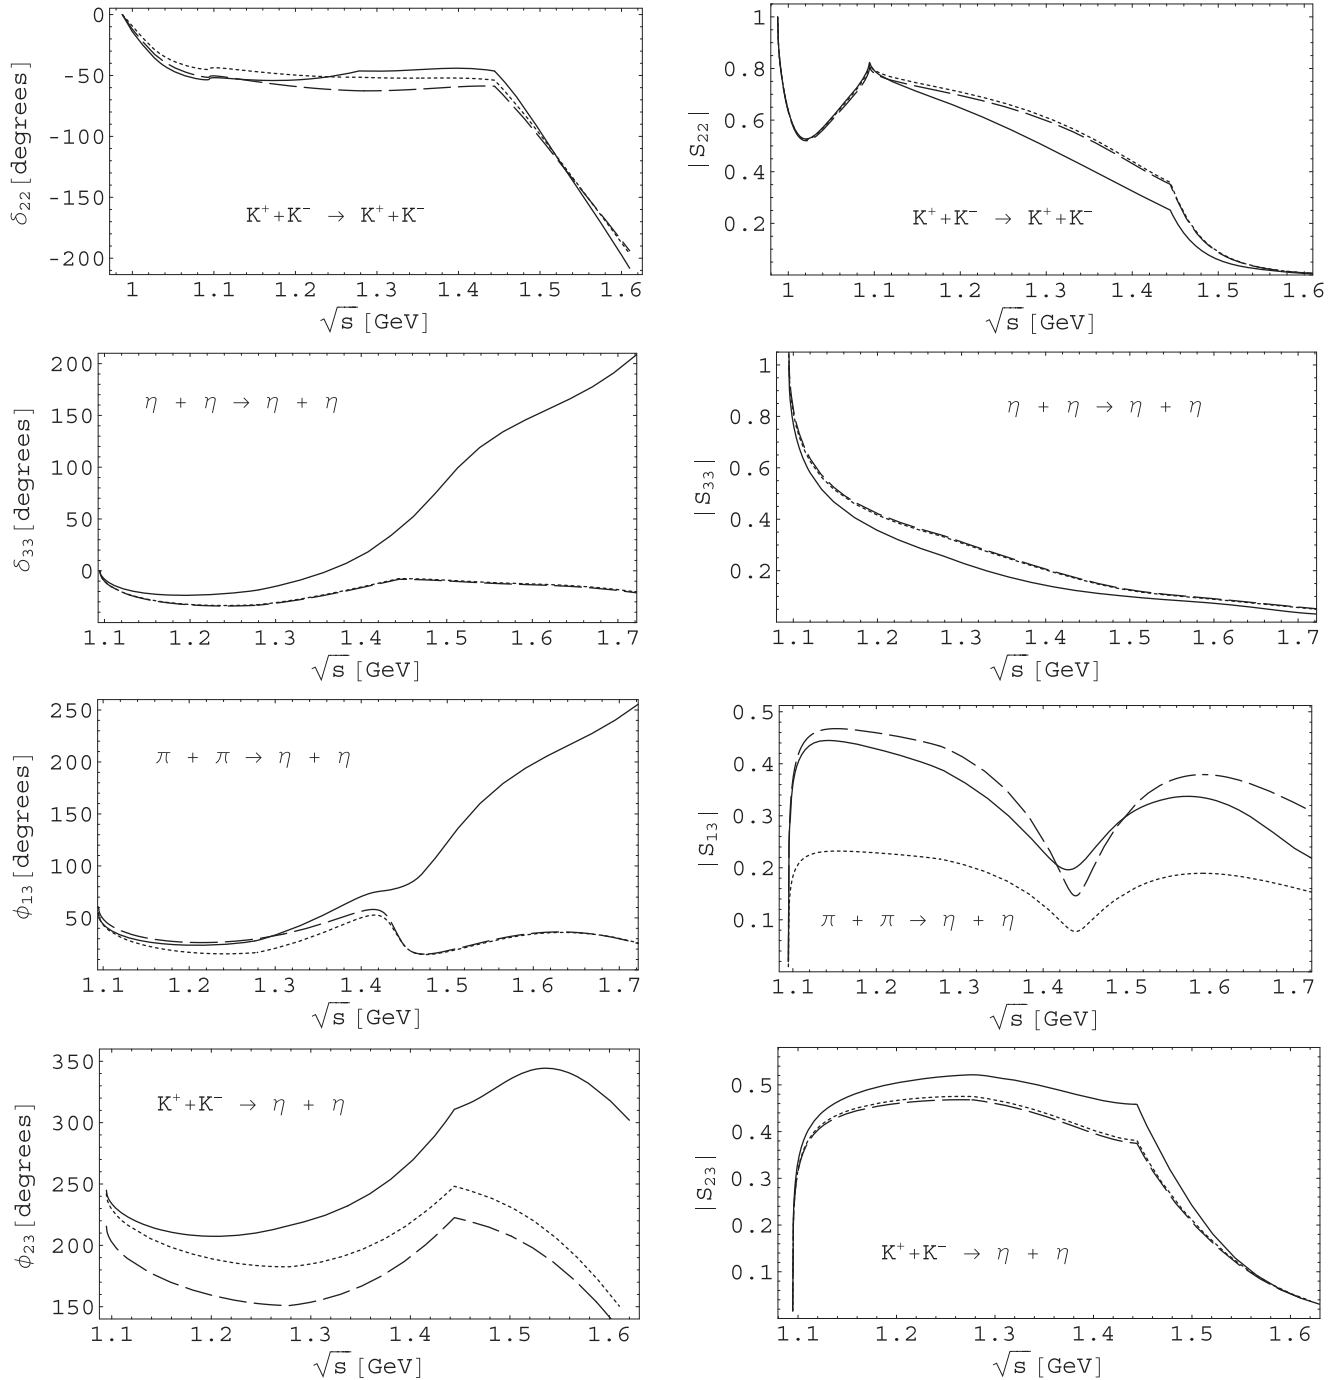 δ22[degrees]
0
-50
-100
-150
-200
K⁺+K⁻ → K⁺+K⁻
1 1.1 1.2 1.3 1.4 1.5 1.6
√s [GeV]
|S22|
1
0.8
0.6
0.4
0.2
K⁺+K⁻ → K⁺+K⁻
1 1.1 1.2 1.3 1.4 1.5 1.6
√s [GeV]
δ33[degrees]
200
150
100
50
0
η + η → η + η
1.1 1.2 1.3 1.4 1.5 1.6 1.7
√s [GeV]
|S33|
1
0.8
0.6
0.4
0.2
η + η → η + η
1.1 1.2 1.3 1.4 1.5 1.6 1.7
√s [GeV]
φ13[degrees]
250
200
150
100
50
π + π → η + η
1.1 1.2 1.3 1.4 1.5 1.6 1.7
√s [GeV]
|S13|
0.5
0.4
0.3
0.2
0.1
π + π → η + η
1.1 1.2 1.3 1.4 1.5 1.6 1.7
√s [GeV]
φ23[degrees]
350
300
250
200
150
K⁺+K⁻ → η + η
1.1 1.2 1.3 1.4 1.5 1.6
√s [GeV]
|S23|
0.5
0.4
0.3
0.2
0.1
K⁺+K⁻ → η + η
1.1 1.2 1.3 1.4 1.5 1.6
√s [GeV]